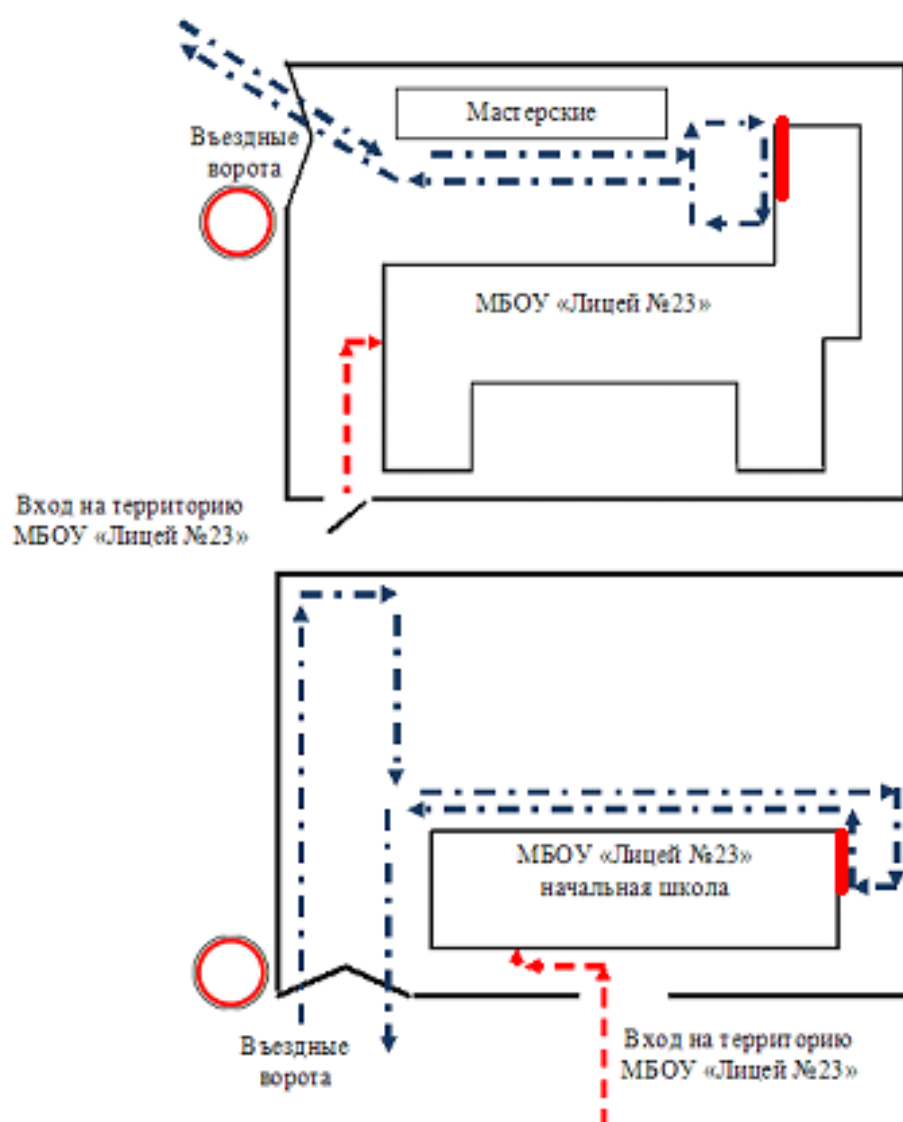 Мастерские
Въездные
ворота
МБОУ «Лицей №23»
Вход на территорию
МБОУ «Лицей №23»
МБОУ «Лицей №23»
начальная школа
Въездные
ворота
Вход на территорию
МБОУ «Лицей №23»